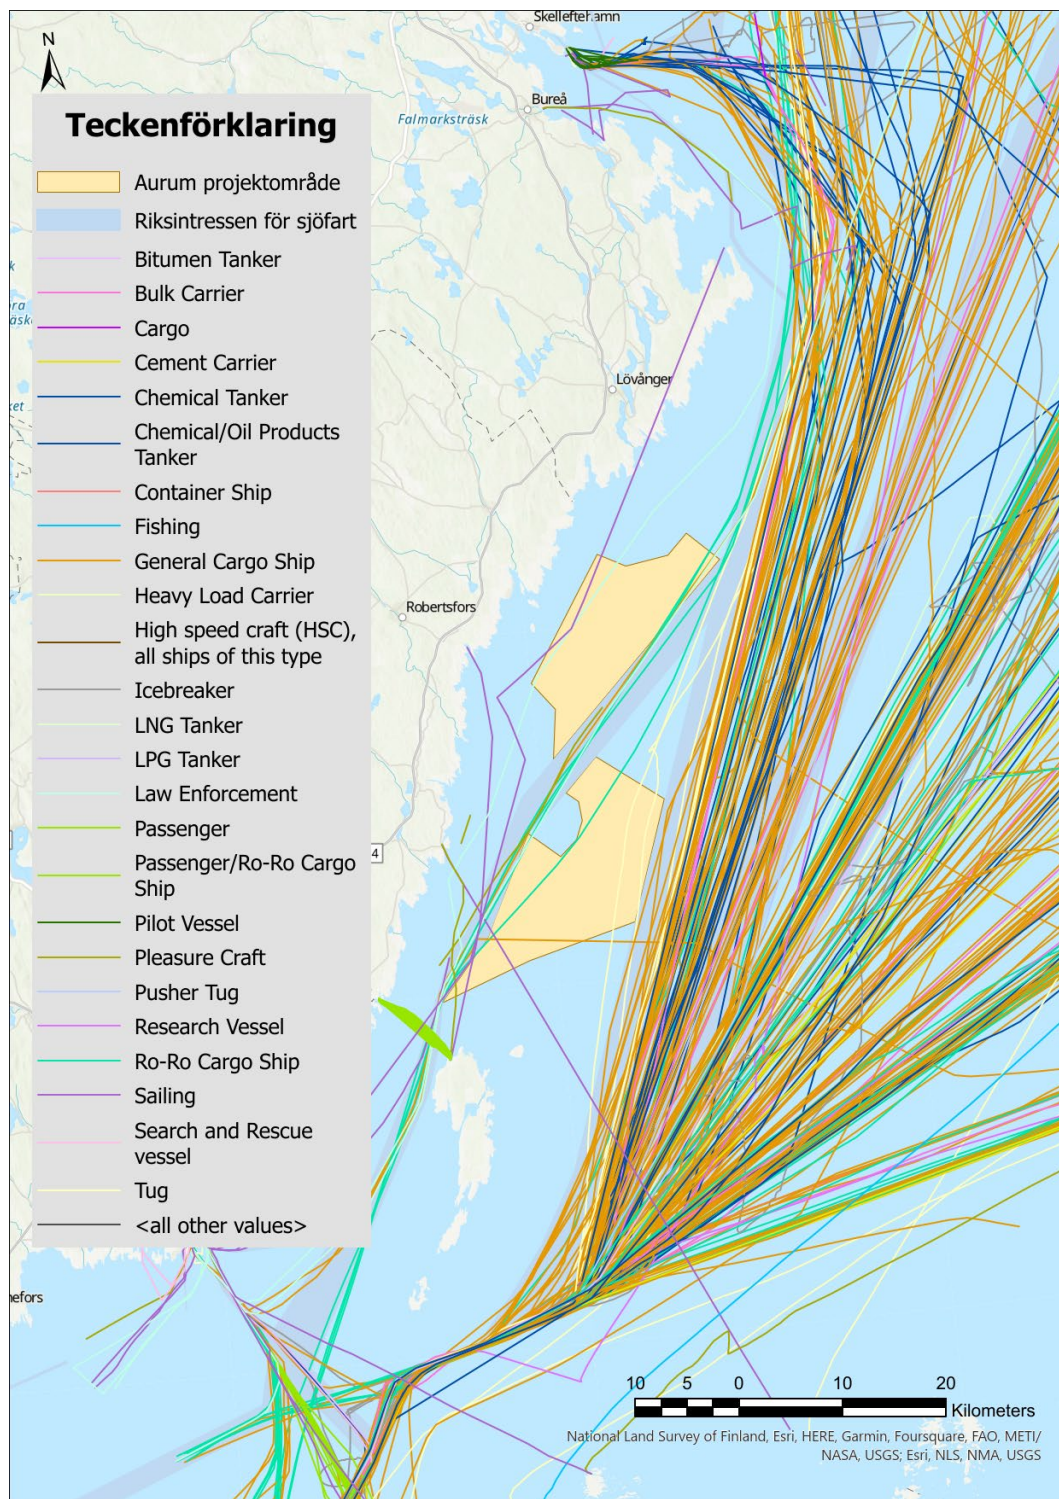 Skelleftehamn
N
Bureå
Falmarksträsk
Teckenförklaring
Aurum projektområde
Riksintressen för sjöfart
Bitumen Tanker
Bulk Carrier
Cargo
Cement Carrier
Lövånger
Chemical Tanker
Chemical/Oil Products
Tanker
Container Ship
Fishing
General Cargo Ship
Heavy Load Carrier
Robertsfors
High speed craft (HSC),
all ships of this type
Icebreaker
LNG Tanker
LPG Tanker
Law Enforcement
Passenger
4
Passenger/Ro-Ro Cargo
Ship
Pilot Vessel
Pleasure Craft
Pusher Tug
Research Vessel
Ro-Ro Cargo Ship
Sailing
Search and Rescue
vessel
Tug
<all other values>
efors
10 5 0 10 20
Kilometers
National Land Survey of Finland, Esri, HERE, Garmin, Foursquare, FAO, METI/
NASA, USGS; Esri, NLS, NMA, USGS